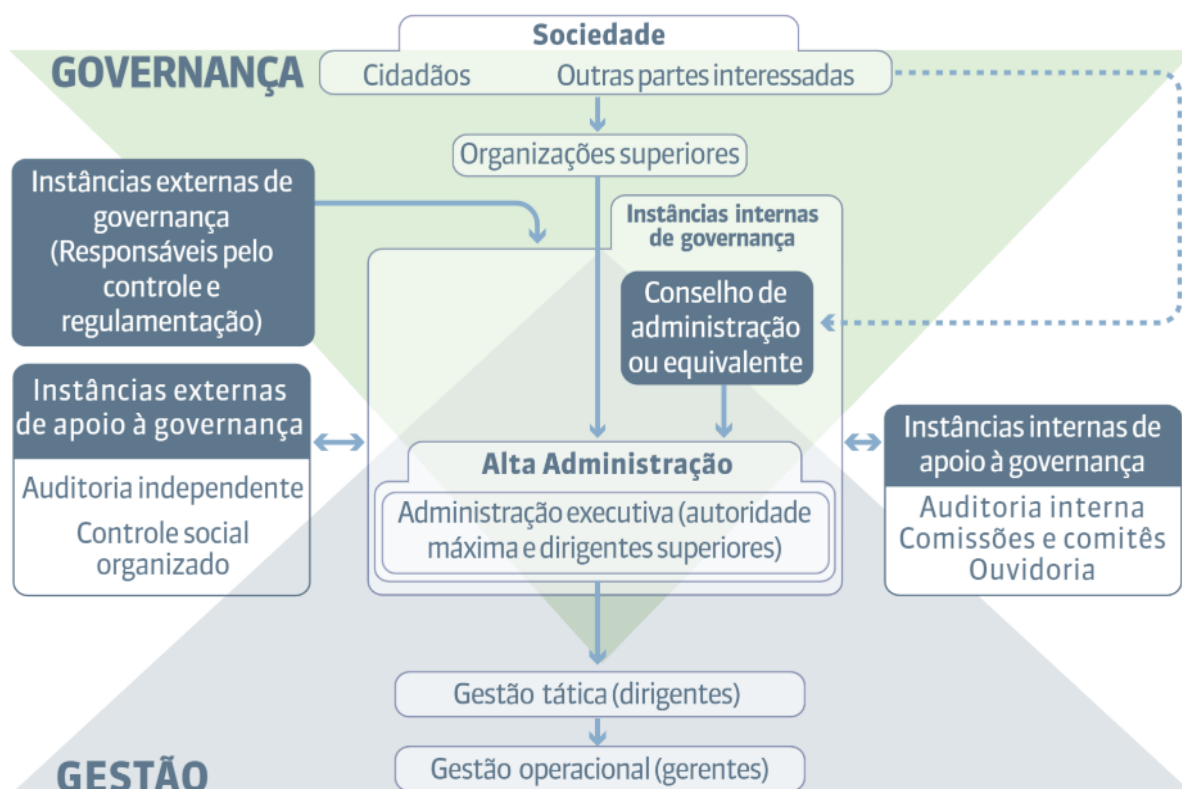 Sociedade
GOVERNANÇA
Cidadãos
Outras partes interessadas
Organizações superiores
Instâncias externas de
governança
(Responsáveis pelo
controle e
regulamentação)
Instâncias internas
de governança
Conselho de
administração
ou equivalente
Instâncias externas
de apoio à governança
Auditoria independente
Controle social
organizado
Alta Administração
Administração executiva (autoridade
máxima e dirigentes superiores)
Instâncias internas de
apoio à governança
Auditoria interna
Comissões e comitês
Ouvidoria
Gestão tática (dirigentes)
Gestão operacional (gerentes)
GESTÃO